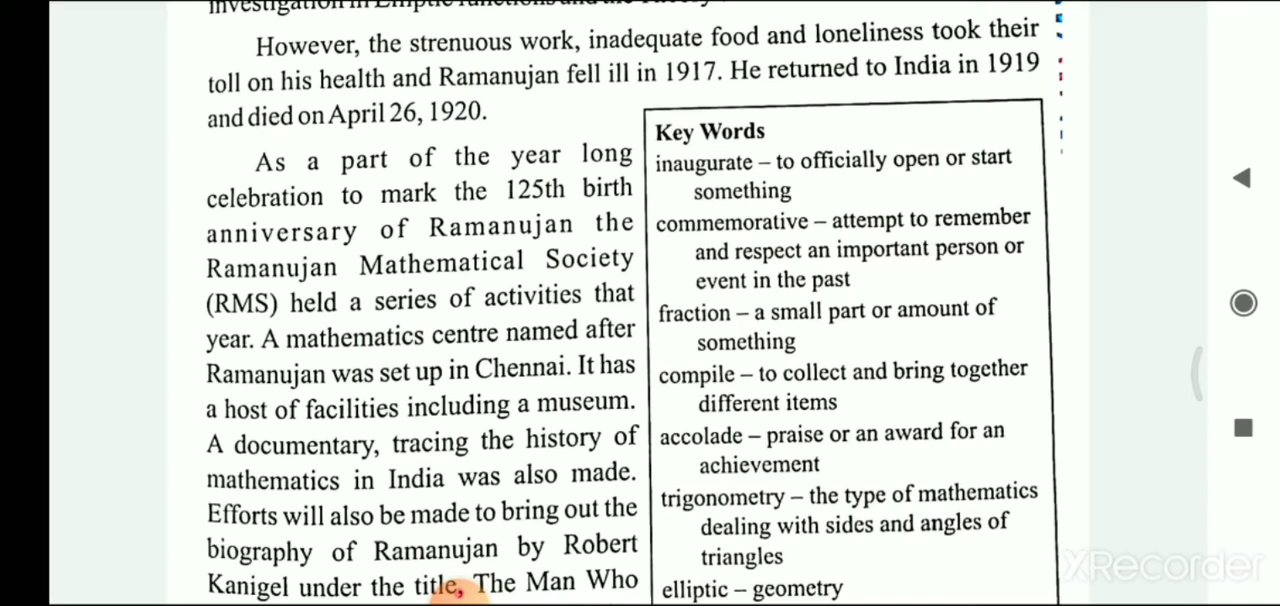 investigation in Elliptic functions and the Theory
However, the strenuous work, inadequate food and loneliness took their
toll on his health and Ramanujan fell ill in 1917. He returned to India in 1919
and died on April 26, 1920.
As a part of the year long
celebration to mark the 125th birth
anniversary of Ramanujan the
Ramanujan Mathematical Society
(RMS) held a series of activities that
year. A mathematics centre named after
Ramanujan was set up in Chennai. It has
a host of facilities including a museum.
A documentary, tracing the history of
mathematics in India was also made.
Efforts will also be made to bring out the
biography of Ramanujan by Robert
Kanigel under the title, The Man Who
Key Words
inaugurate – to officially open or start
something
commemorative – attempt to remember
and respect an important person or
event in the past
fraction – a small part or amount of
something
compile – to collect and bring together
different items
accolade – praise or an award for an
achievement
trigonometry – the type of mathematics
dealing with sides and angles of
triangles
elliptic – geometry
XRecorder